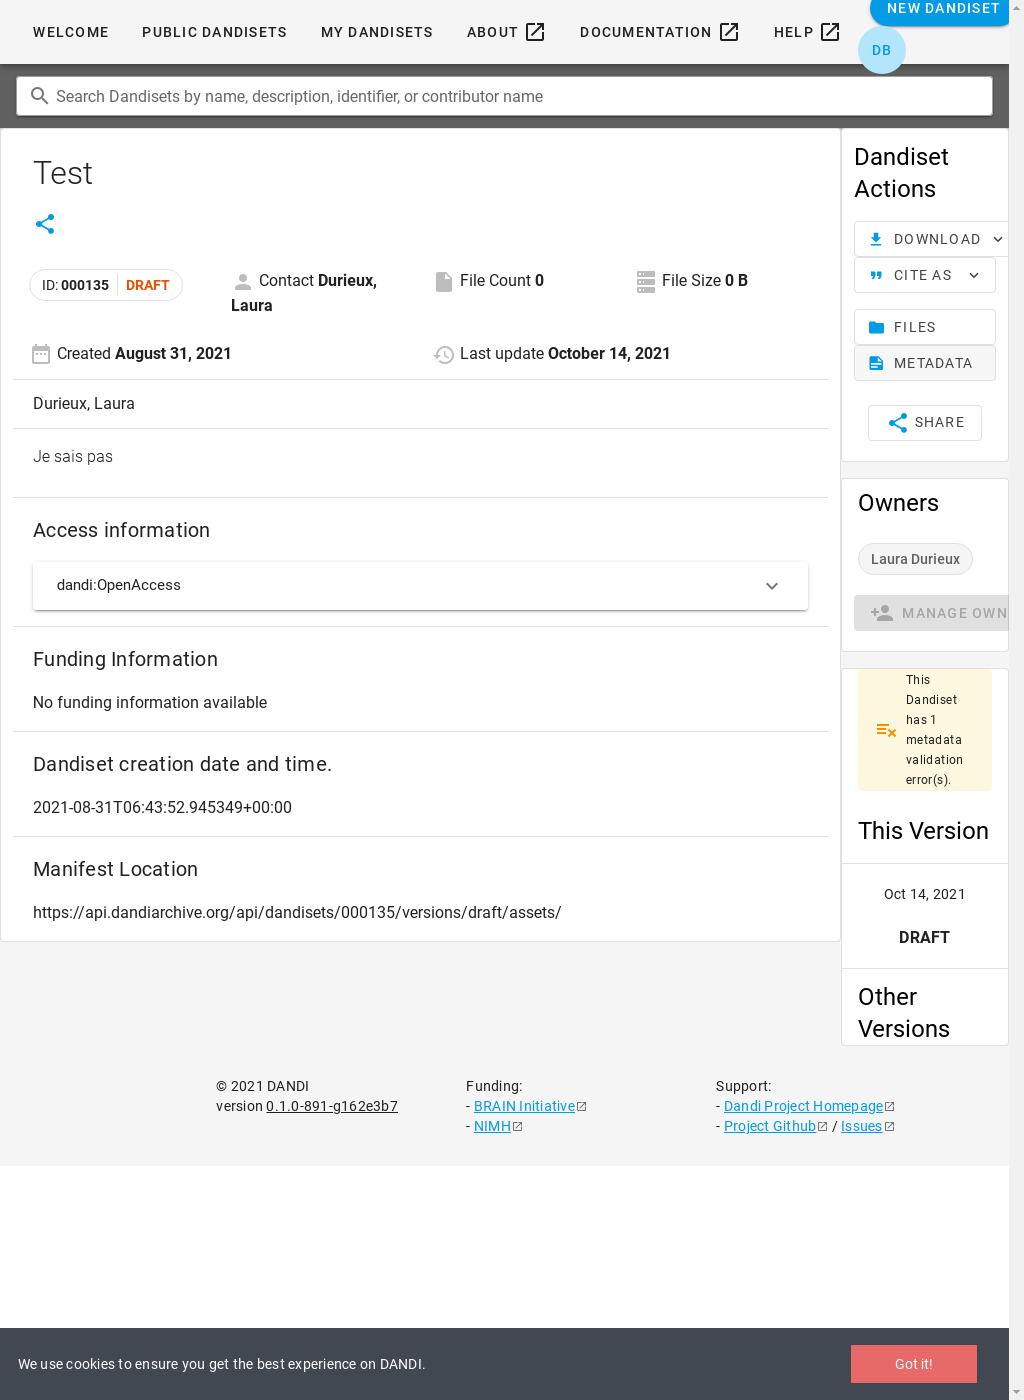 WELCOME PUBLIC DANDISETS MY DANDISETS ABOUT DOCUMENTATION HELP NEW DANDISET
DB
Search Dandisets by name, description, identifier, or contributor name
Test
ID: 000135 DRAFT
Contact Durieux, Laura
File Count 0
File Size 0 B
Created August 31, 2021
Last update October 14, 2021
Durieux, Laura
Je sais pas
Access information
dandi:OpenAccess
Funding Information
No funding information available
Dandiset creation date and time.
2021-08-31T06:43:52.945349+00:00
Manifest Location
https://api.dandiarchive.org/api/dandisets/000135/versions/draft/assets/
Dandiset
Actions
DOWNLOAD
CITE AS
FILES
METADATA
SHARE
Owners
Laura Durieux
MANAGE OWN
This
Dandiset
has 1
metadata
validation
error(s).
This Version
Oct 14, 2021
DRAFT
Other
Versions
© 2021 DANDI
version 0.1.0-891-g162e3b7
Funding:
- BRAIN Initiative
- NIMH
Support:
- Dandi Project Homepage
- Project Github / Issues
We use cookies to ensure you get the best experience on DANDI.
Got it!